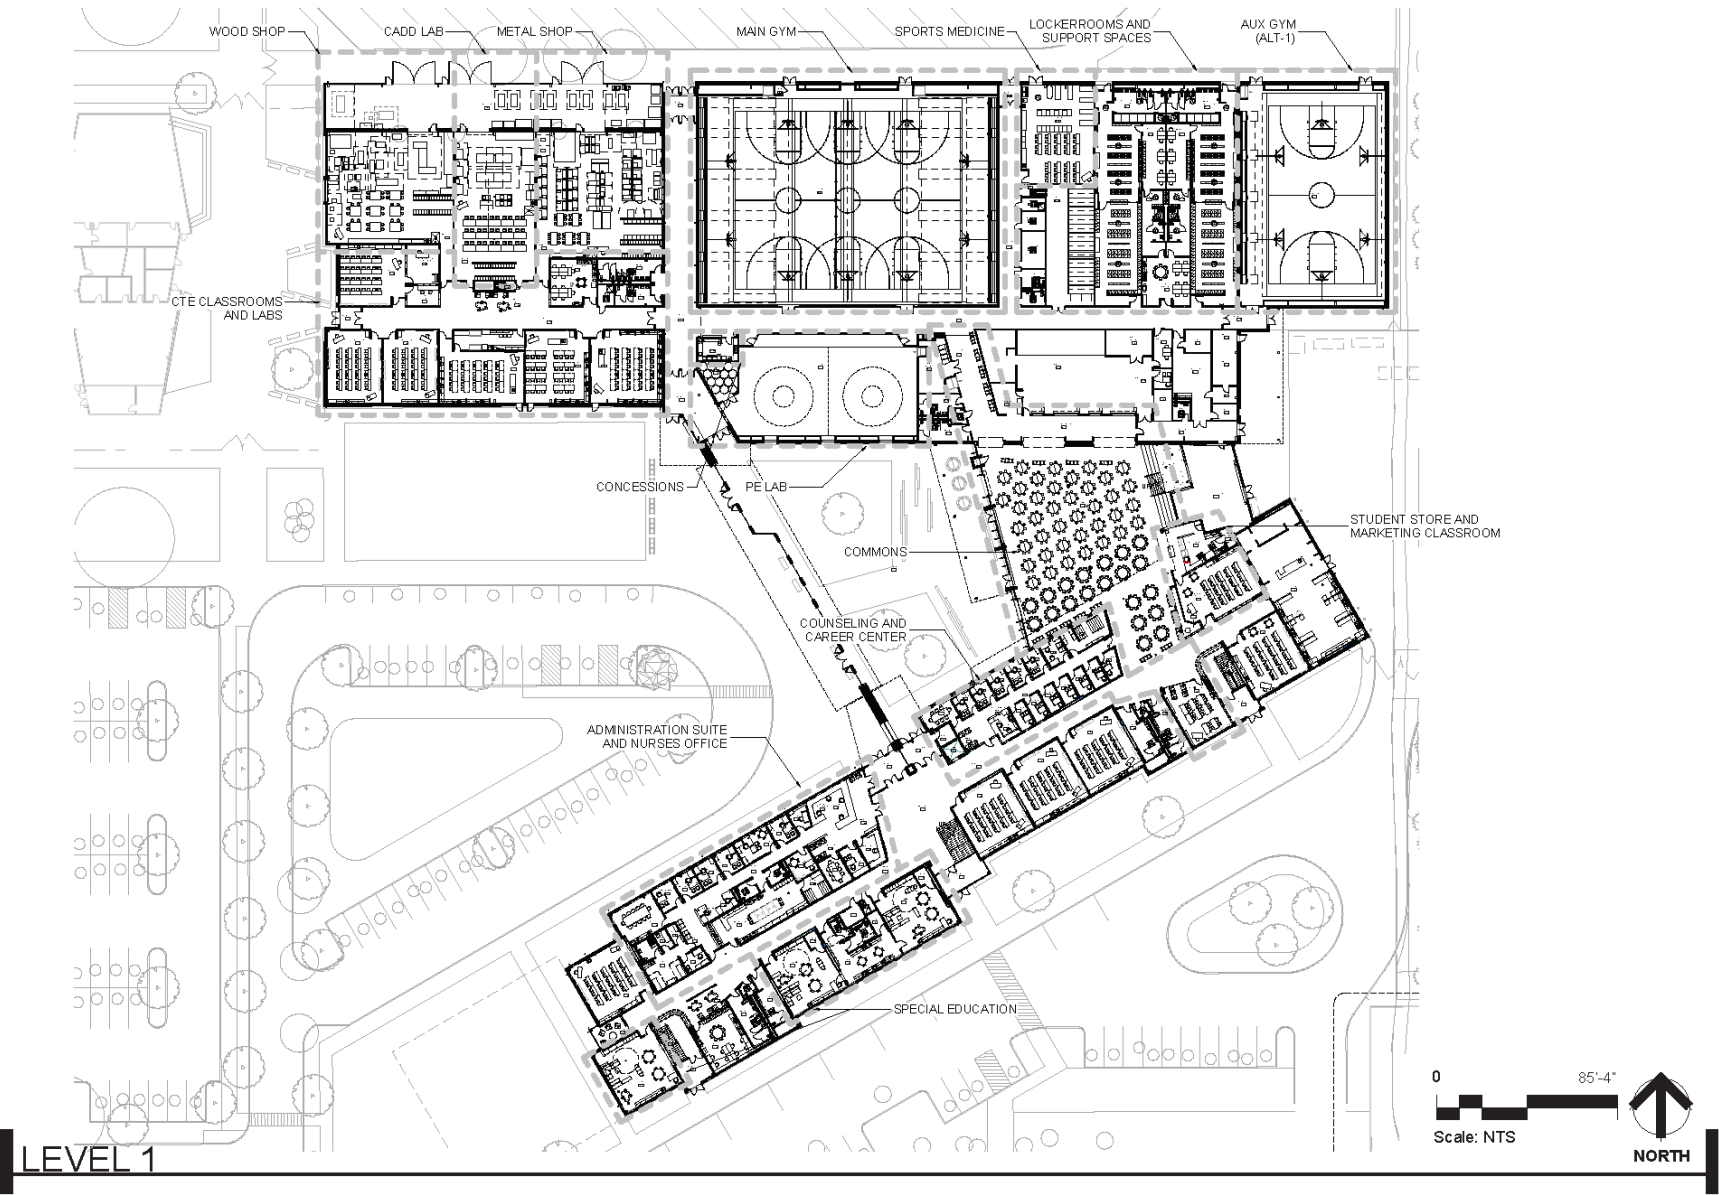 WOOD SHOP
CADD LAB
METAL SHOP
MAIN GYM
SPORTS MEDICINE
LOCKERROOMS AND
SUPPORT SPACES
AUX GYM
(ALT-1)
CTE CLASSROOMS
AND LABS
CONCESSIONS
PE LAB
STUDENT STORE AND
MARKETING CLASSROOM
COMMONS
COUNSELING AND
CAREER CENTER
ADMINISTRATION SUITE
AND NURSES OFFICE
SPECIAL EDUCATION
0
85'-4"
Scale: NTS
NORTH
LEVEL 1